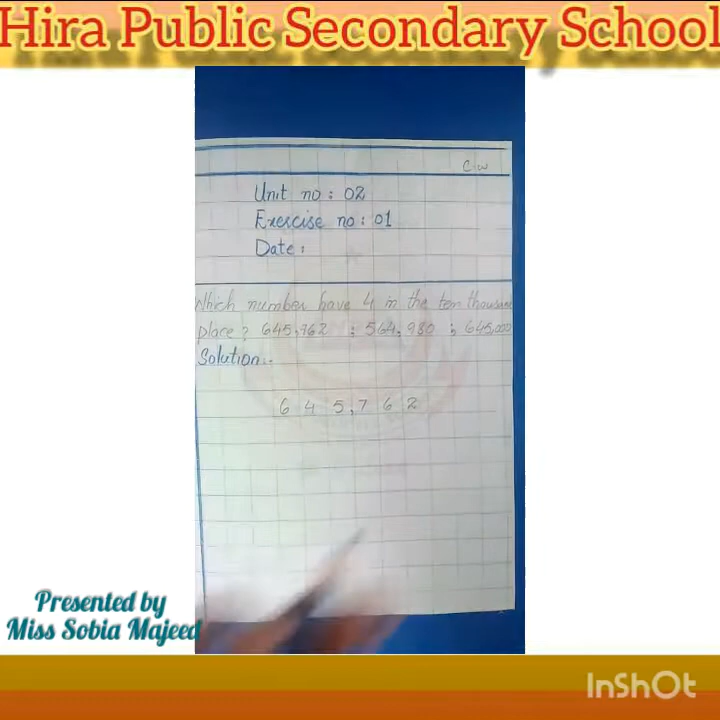 Hira Public Secondary School
C.W
Unit no : 02
Exercise no : 01
Date :
Which number have 4 in the ten thousand
place? 645,762 ; 564,980 ; 645,000
Solution:-
6 4 5,7 6 2
Presented by
Miss Sobia Majeed
InShOt